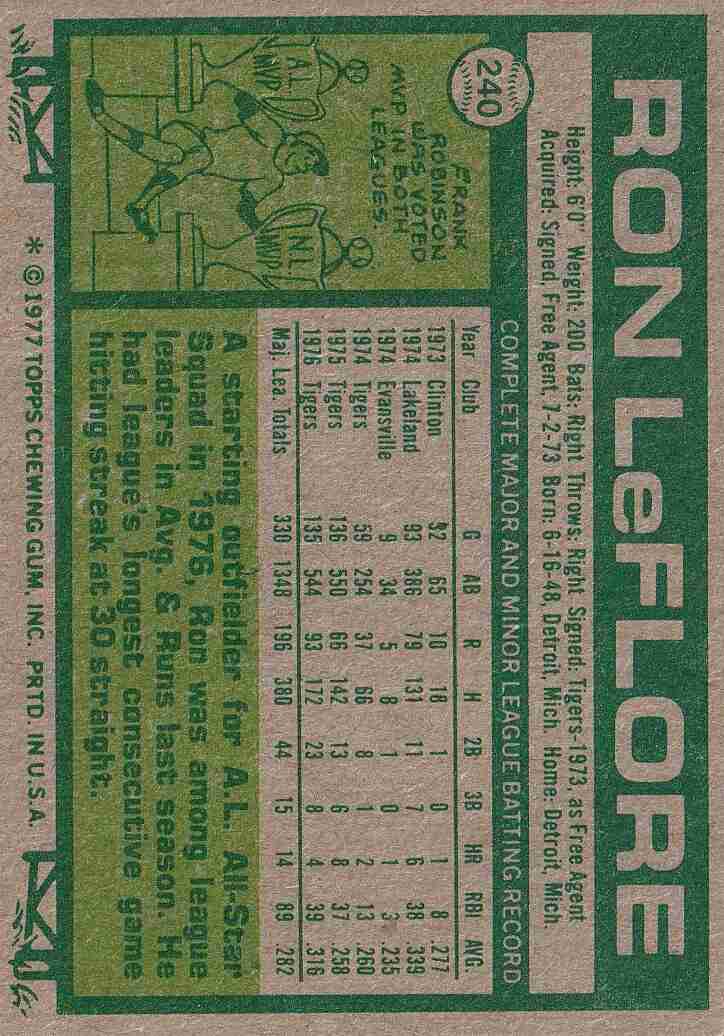 240
RON LeFLORE
Height: 6'0" Weight: 200 Bats: Right Throws: Right Signed: Tigers-1973, as Free Agent
Acquired: Signed, Free Agent, 7-2-73 Born: 6-16-48, Detroit, Mich. Home: Detroit, Mich.
COMPLETE MAJOR AND MINOR LEAGUE BATTING RECORD
Year Club G AB R H 2B 3B HR RBI AVG.
1973 Clinton 32 65 10 18 1 0 1 8 .277
1974 Lakeland 93 386 79 131 11 7 6 38 .339
1974 Evansville 9 34 5 8 1 0 1 3 .235
1974 Tigers 59 254 37 66 8 1 2 13 .260
1975 Tigers 136 550 66 142 13 6 8 37 .258
1976 Tigers 135 544 93 172 23 8 4 39 .316
Maj. Lea. Totals 330 1348 196 380 44 15 14 89 .282
FRANK
ROBINSON
WAS VOTED
MVP IN BOTH
LEAGUES.
A.L.
MVP
N.L.
MVP
A starting outfielder for A.L. All-Star
Squad in 1976, Ron was among league
leaders in Avg. & Runs last season. He
had league's longest consecutive game
hitting streak at 30 straight.
* © 1977 TOPPS CHEWING GUM, INC. PRTD. IN U.S.A.